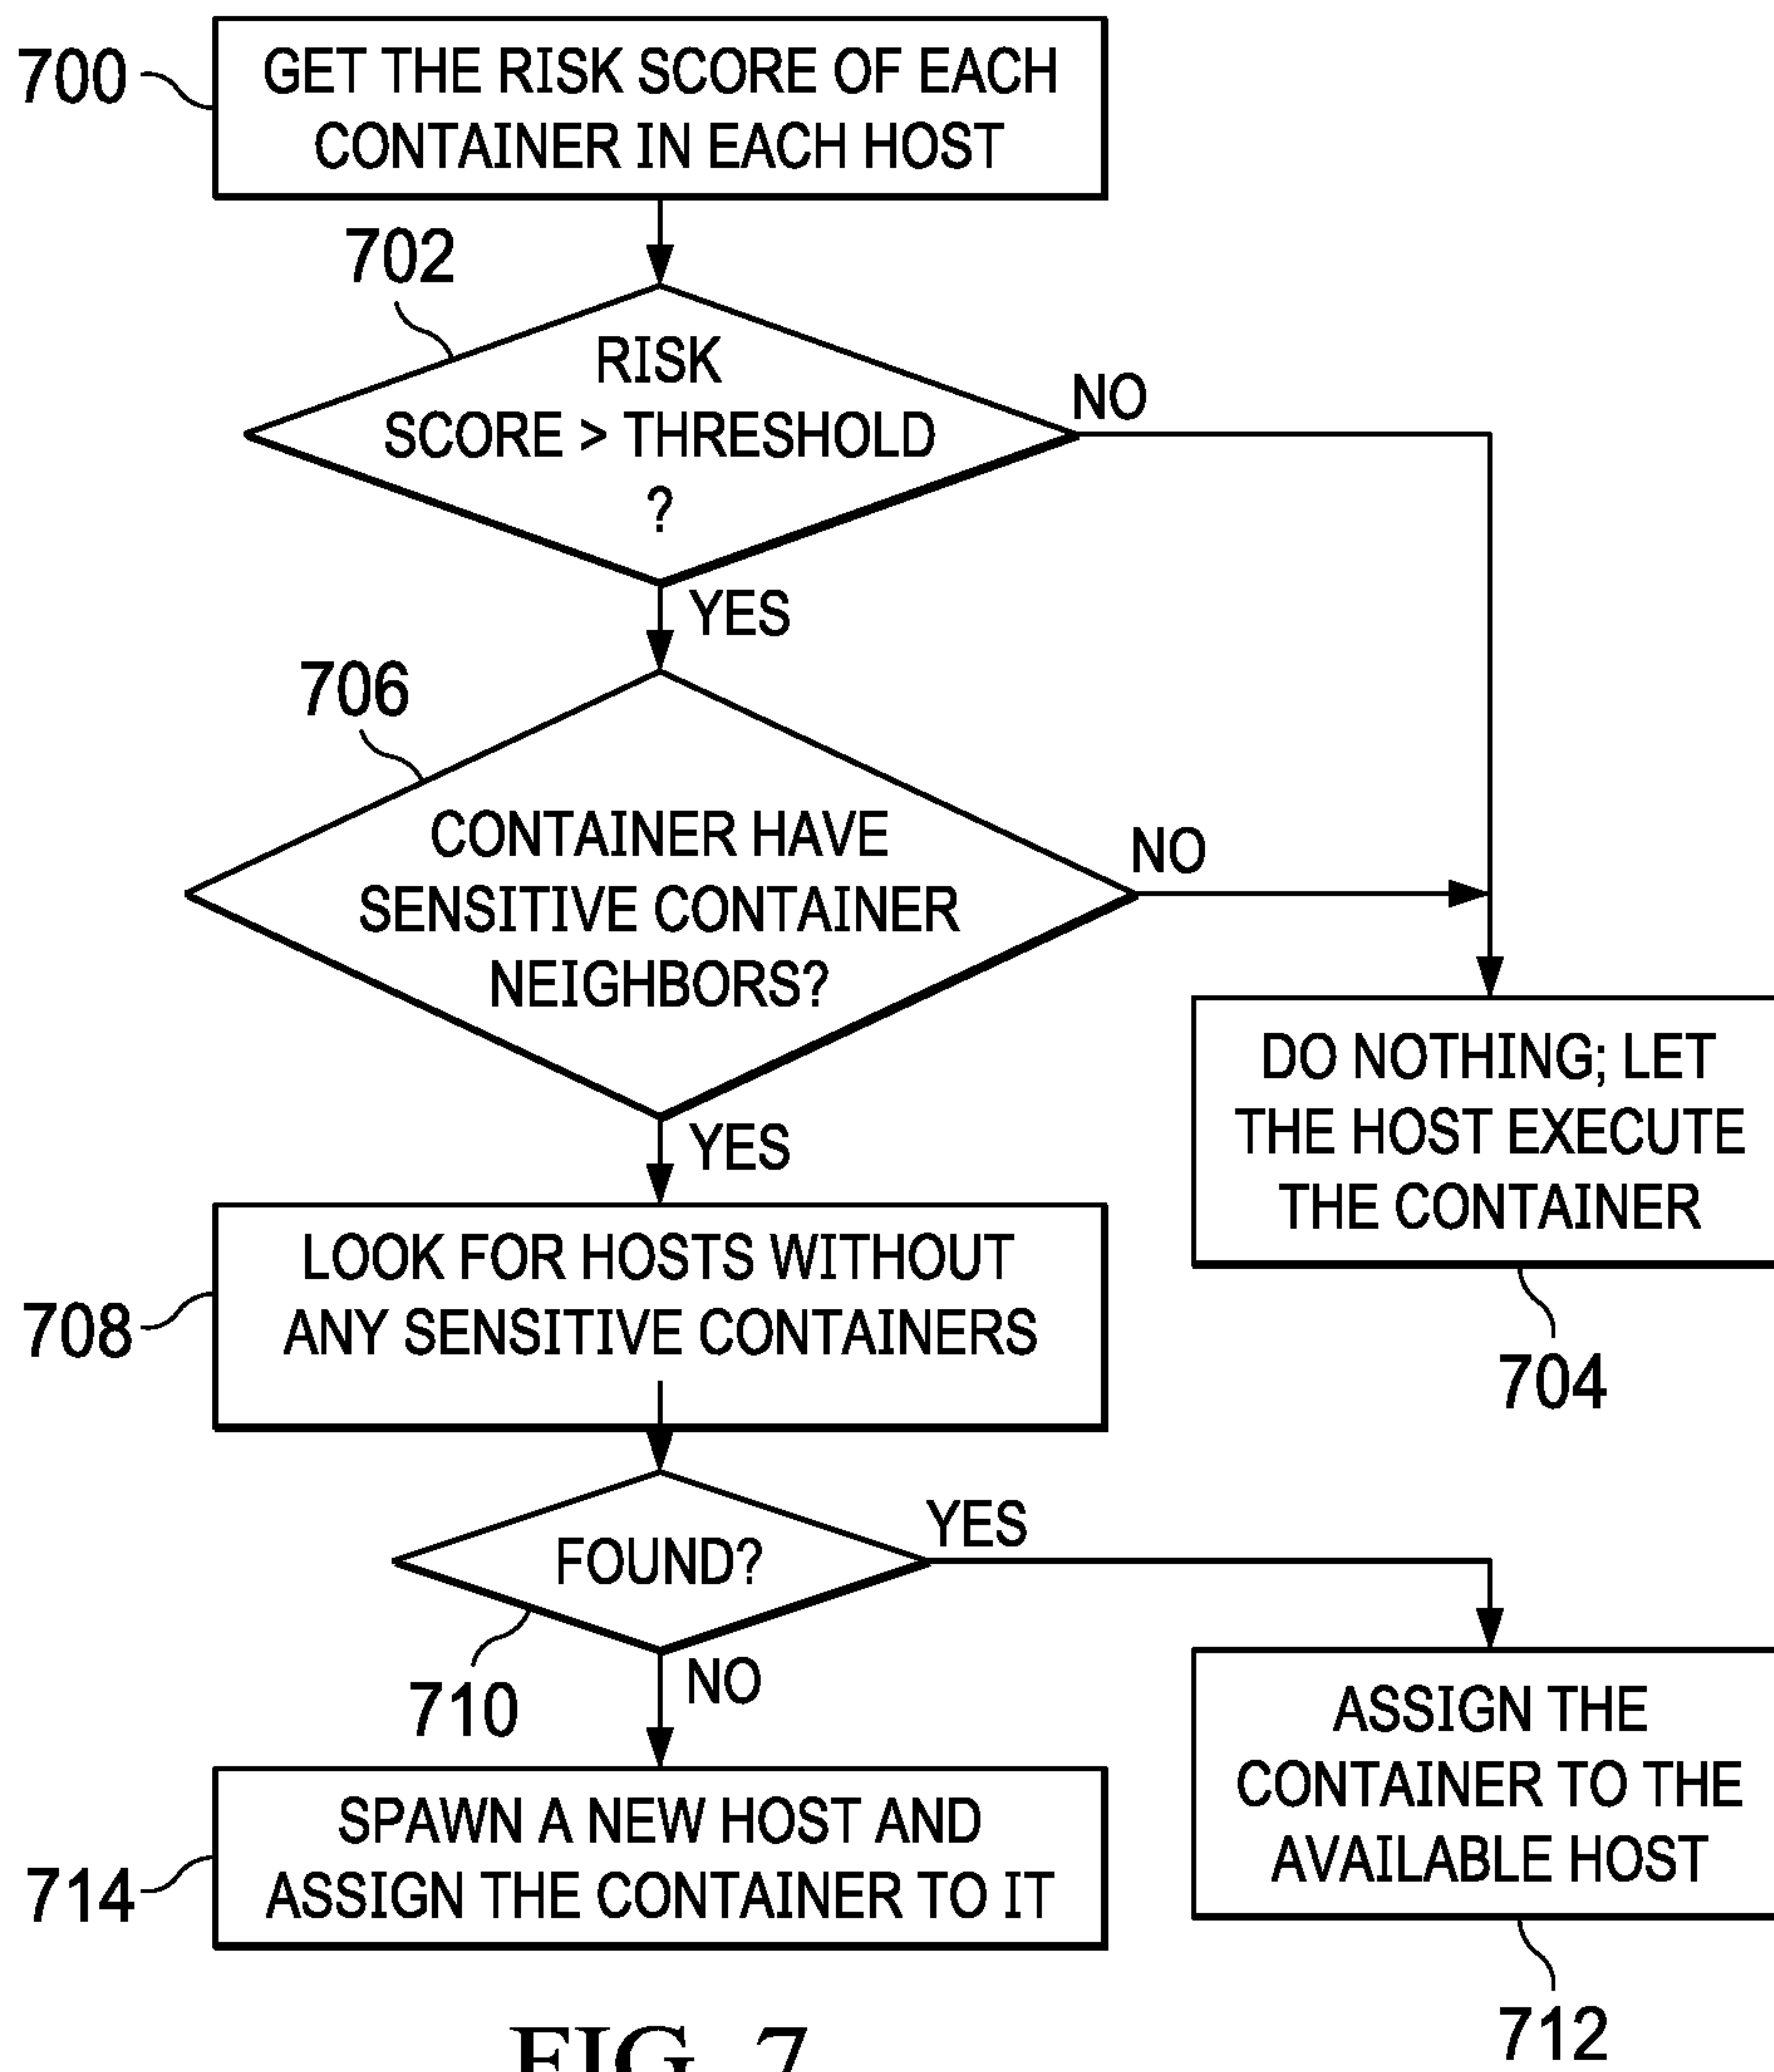 700
GET THE RISK SCORE OF EACH
CONTAINER IN EACH HOST
702
RISK
SCORE > THRESHOLD
?
NO
YES
706
CONTAINER HAVE
SENSITIVE CONTAINER
NEIGHBORS?
NO
YES
DO NOTHING; LET
THE HOST EXECUTE
THE CONTAINER
704
708
LOOK FOR HOSTS WITHOUT
ANY SENSITIVE CONTAINERS
FOUND?
YES
710
NO
ASSIGN THE
CONTAINER TO THE
AVAILABLE HOST
712
714
SPAWN A NEW HOST AND
ASSIGN THE CONTAINER TO IT
FIG. 7